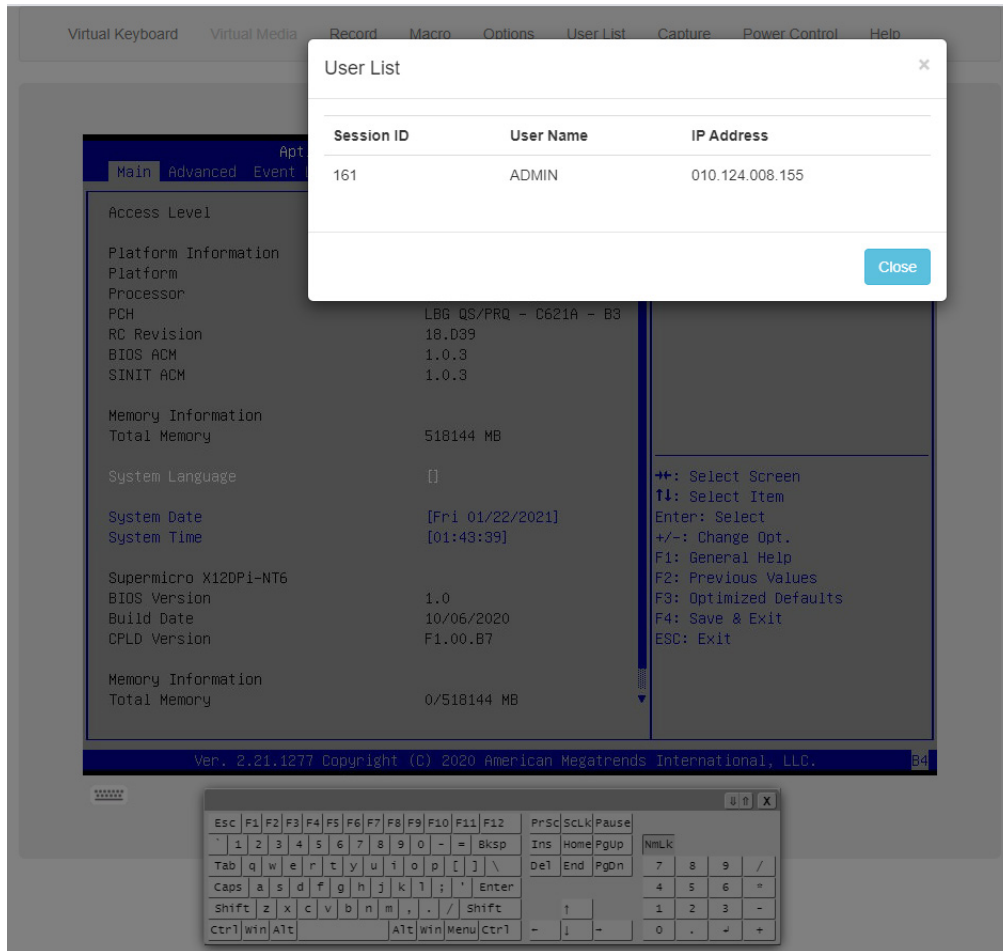 Virtual Keyboard Virtual Media Record Macro Options User List Capture Power Control Help
User List ×
Session ID User Name IP Address
161 ADMIN 010.124.008.155
Close
Apt
Main Advanced Event
Access Level
Platform Information
Platform
Processor
PCH LBG QS/PRQ - C621A - B3
RC Revision 18.D39
BIOS ACM 1.0.3
SINIT ACM 1.0.3
Memory Information
Total Memory 518144 MB
System Language []
System Date [Fri 01/22/2021]
System Time [01:43:39]
Supermicro X12DPi-NT6
BIOS Version 1.0
Build Date 10/06/2020
CPLD Version F1.00.B7
Memory Information
Total Memory 0/518144 MB
→←: Select Screen
↑↓: Select Item
Enter: Select
+/-: Change Opt.
F1: General Help
F2: Previous Values
F3: Optimized Defaults
F4: Save & Exit
ESC: Exit
Ver. 2.21.1277 Copyright (C) 2020 American Megatrends International, LLC. B4
⇓ ⇑ X
Esc F1 F2 F3 F4 F5 F6 F7 F8 F9 F10 F11 F12 PrSc ScLk Pause
` 1 2 3 4 5 6 7 8 9 0 - = Bksp Ins Home PgUp NmLk
Tab q w e r t y u i o p [ ] \ Del End PgDn 7 8 9 /
Caps a s d f g h j k l ; ' Enter 4 5 6 *
Shift z x c v b n m , . / Shift ↑ 1 2 3 -
Ctrl Win Alt Alt Win Menu Ctrl ← ↓ → 0 . ↵ +